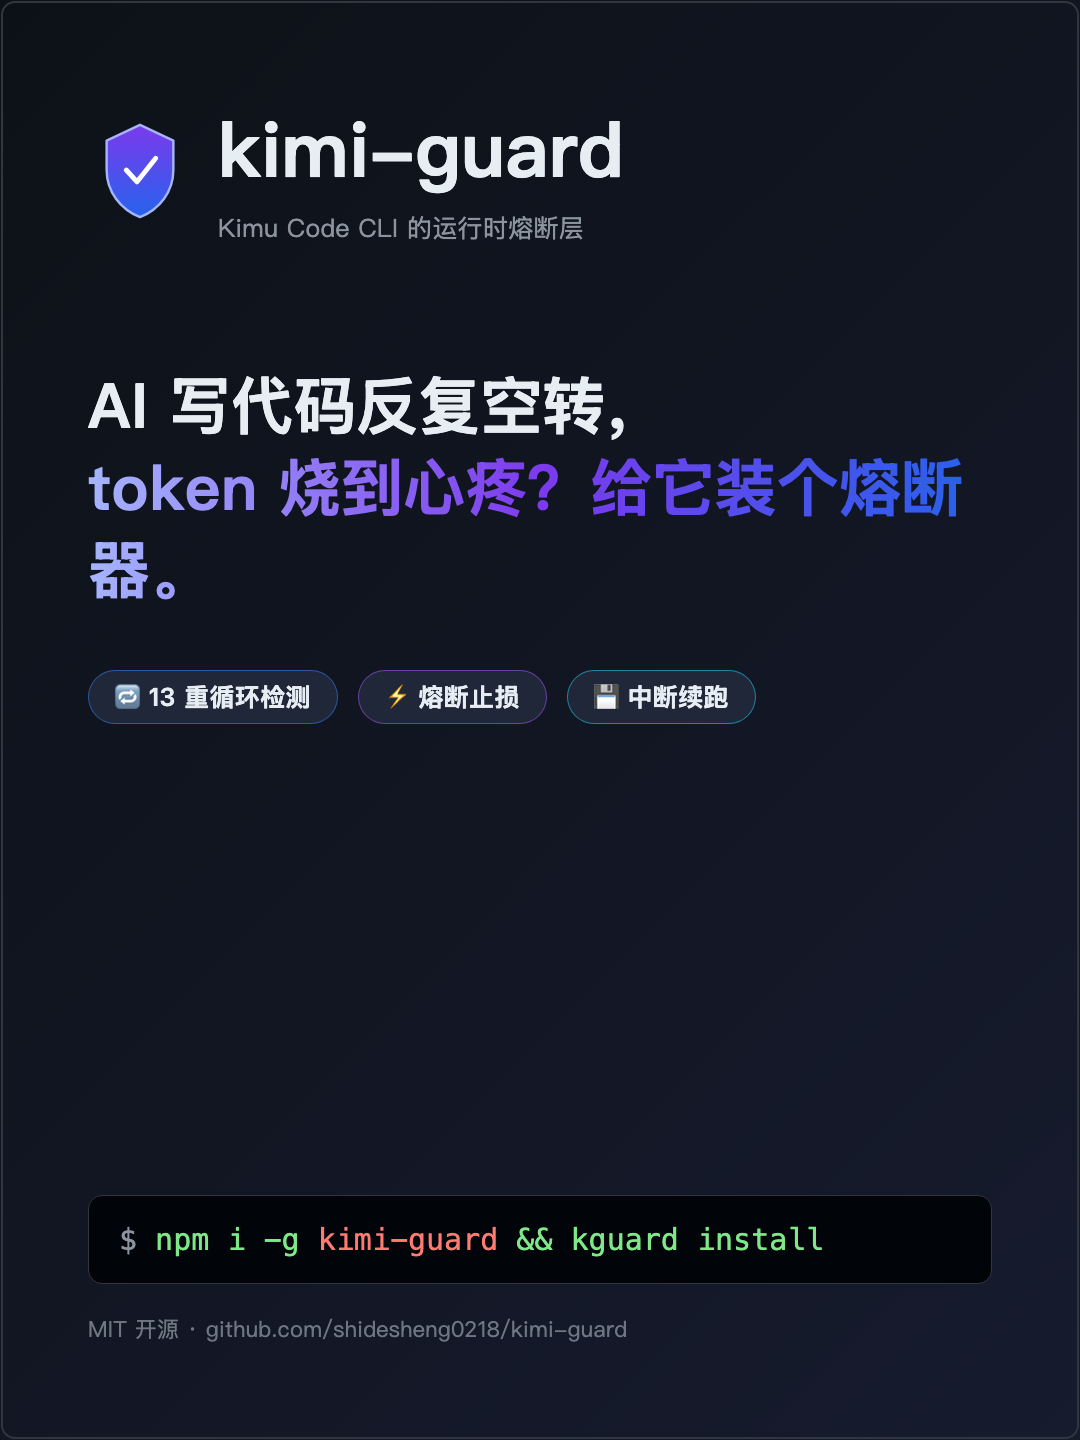 kimi-guard
Kimu Code CLI 的运行时熔断层
AI 写代码反复空转,
token 烧到心疼？给它装个熔断
器。
🔁 13 重循环检测 ⚡ 熔断止损 💾 中断续跑
$ npm i -g kimi-guard && kguard install
MIT 开源 · github.com/shidesheng0218/kimi-guard